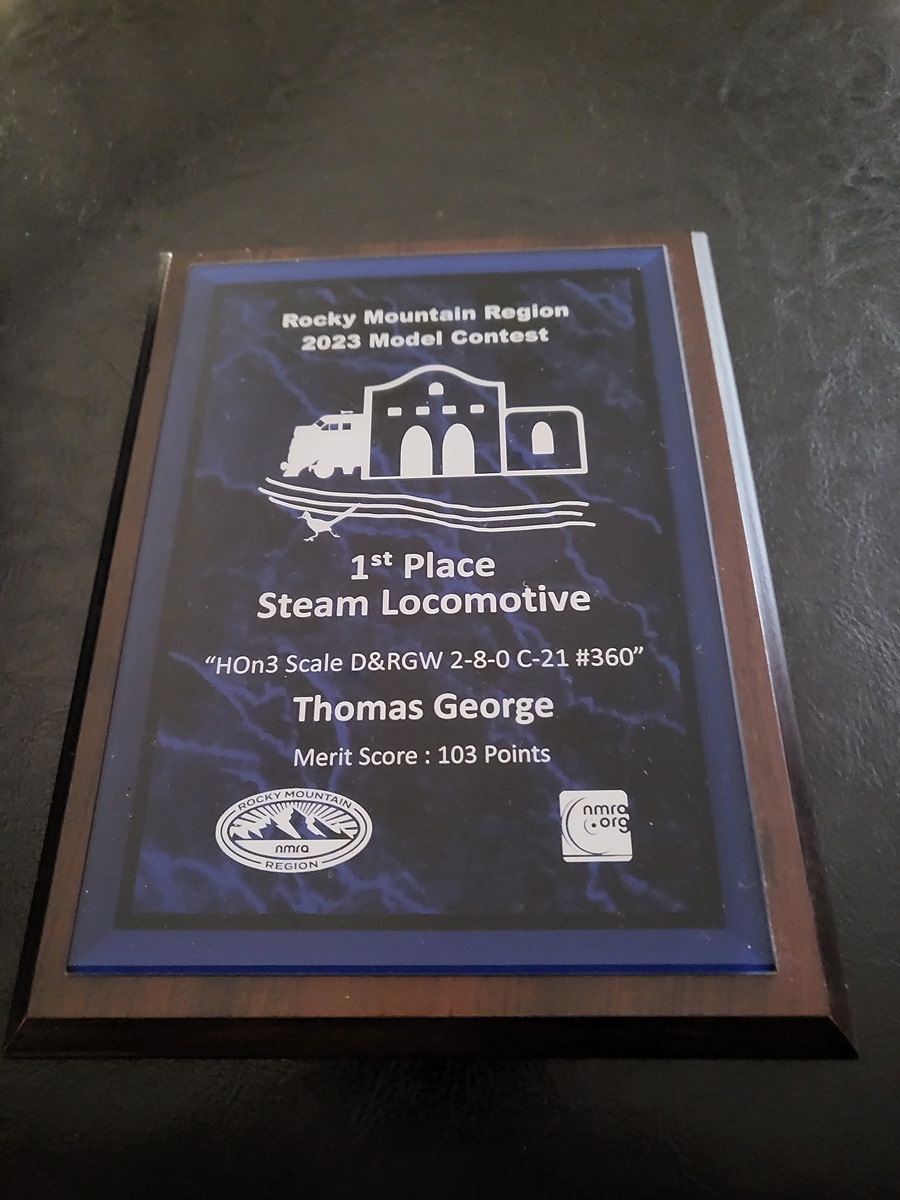 Rocky Mountain Region
2023 Model Contest
1st Place
Steam Locomotive
“HOn3 Scale D&RGW 2-8-0 C-21 #360”
Thomas George
Merit Score : 103 Points
ROCKY MOUNTAIN
nmra
REGION
nmra
.org